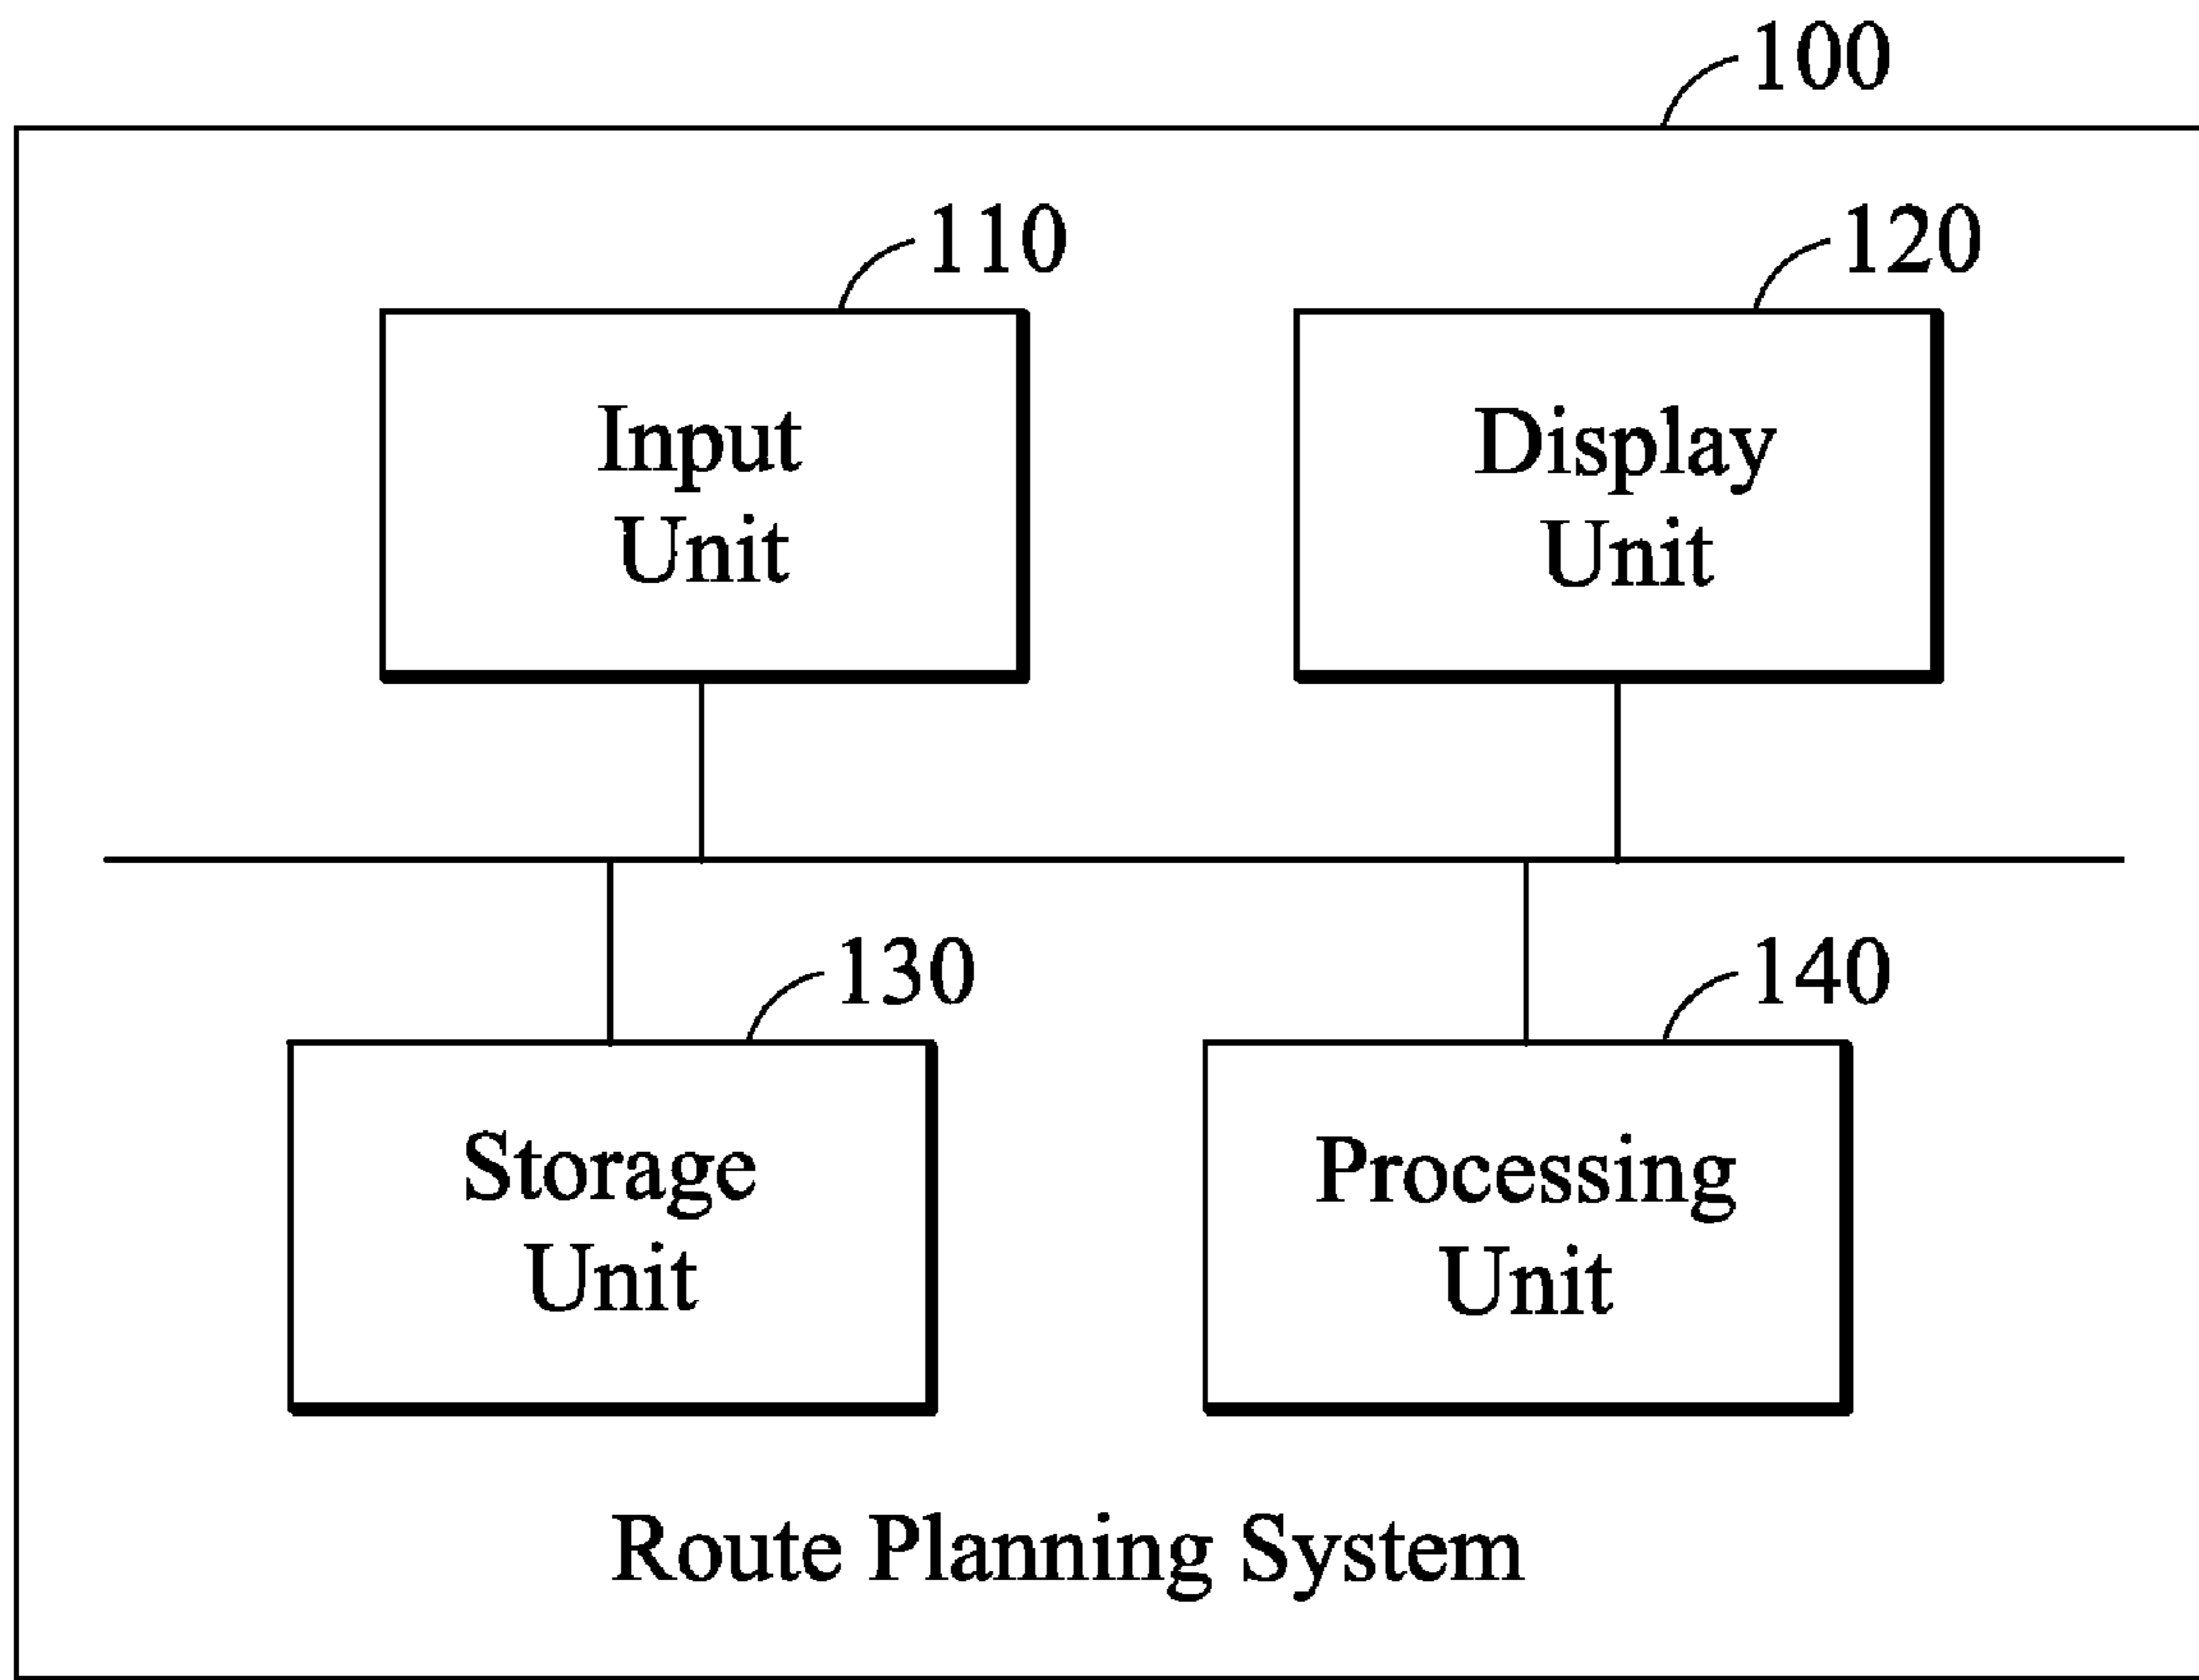 100
110
120
Input
Unit
Display
Unit
130
140
Storage
Unit
Processing
Unit
Route Planning System